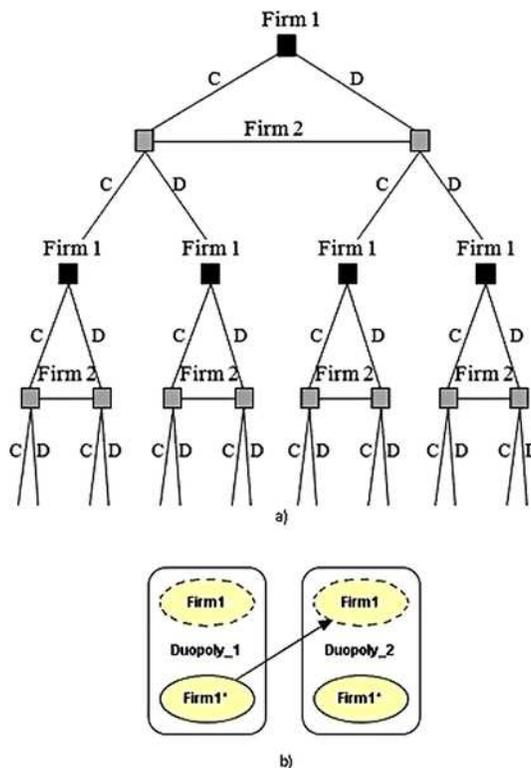 Firm 1
C D
Firm 2
C D C D
Firm 1 Firm 1 Firm 1 Firm 1
C D C D C D C D
Firm 2 Firm 2 Firm 2 Firm 2
C D C D C D C D C D C D C D C D
a)
Firm1 Firm1
Duopoly_1 Duopoly_2
Firm1* Firm1*
b)